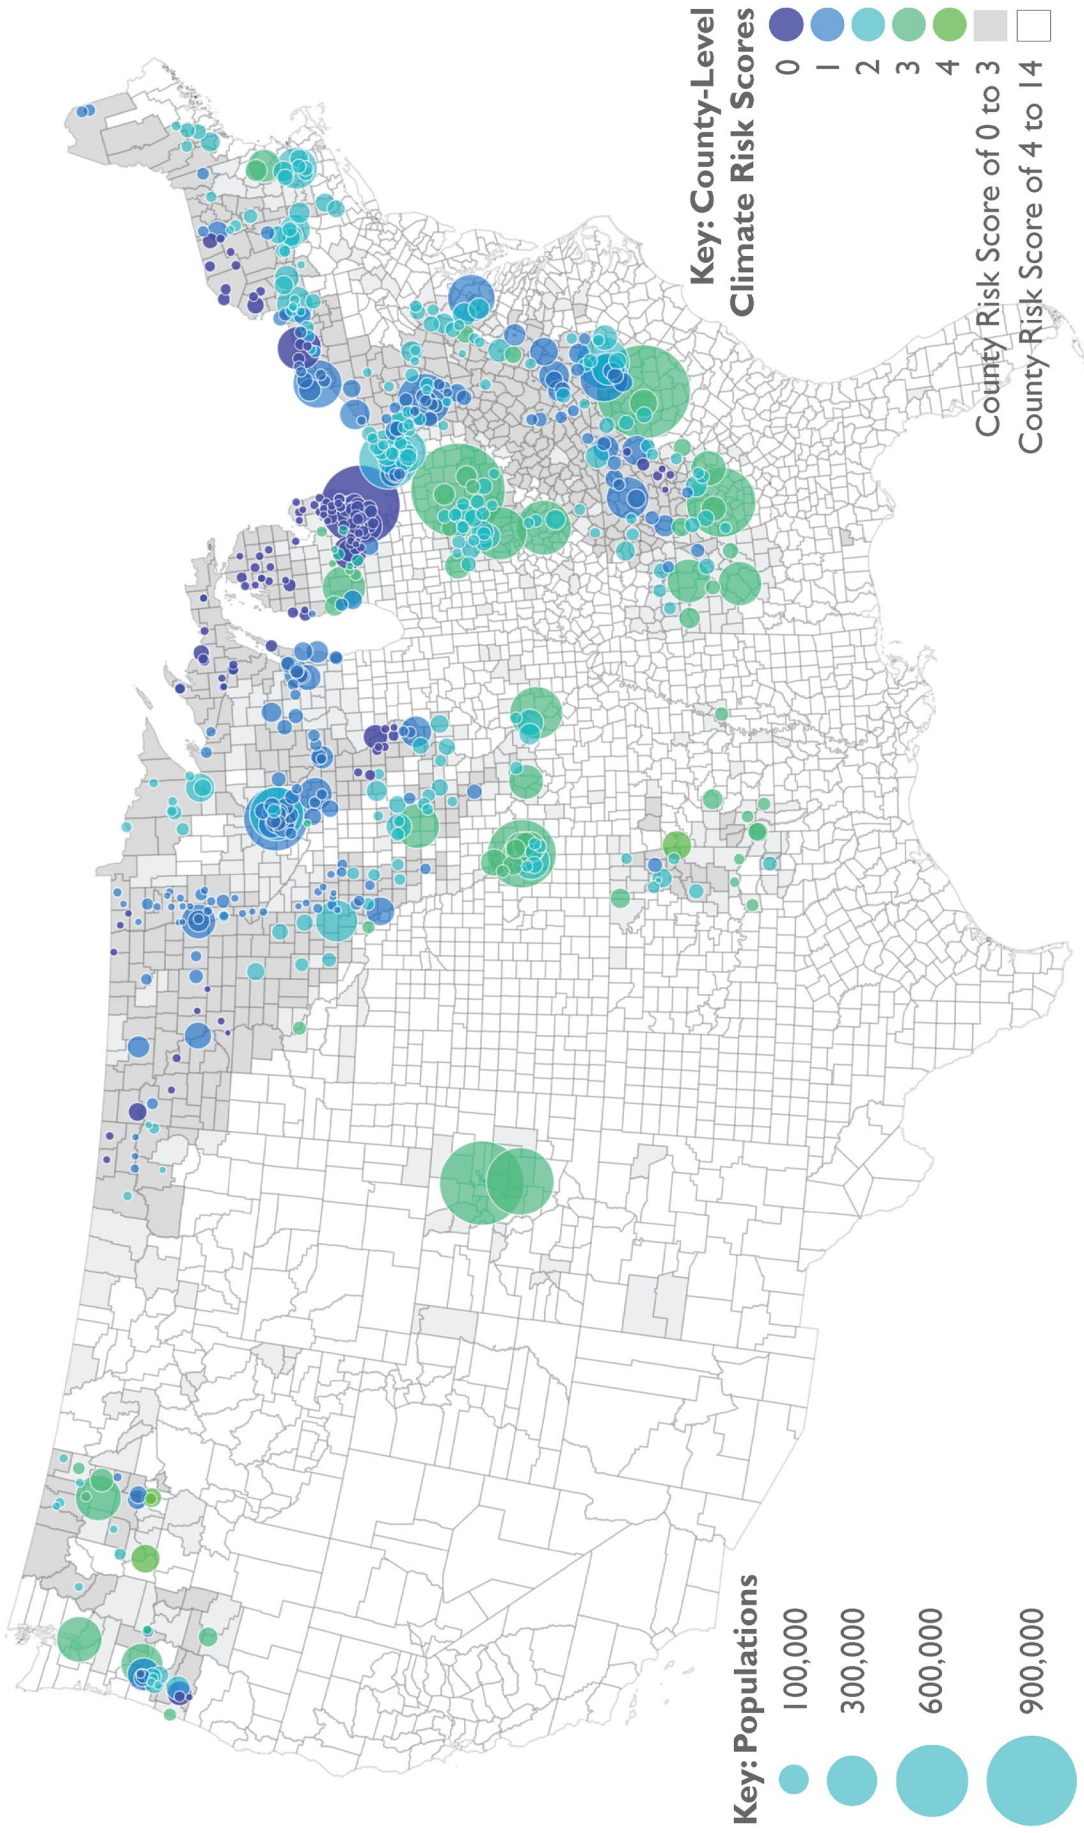 Key: County-Level
Climate Risk Scores
0
1
2
3
4
County Risk Score of 0 to 3
County Risk Score of 4 to 14
Key: Populations
100,000
300,000
600,000
900,000